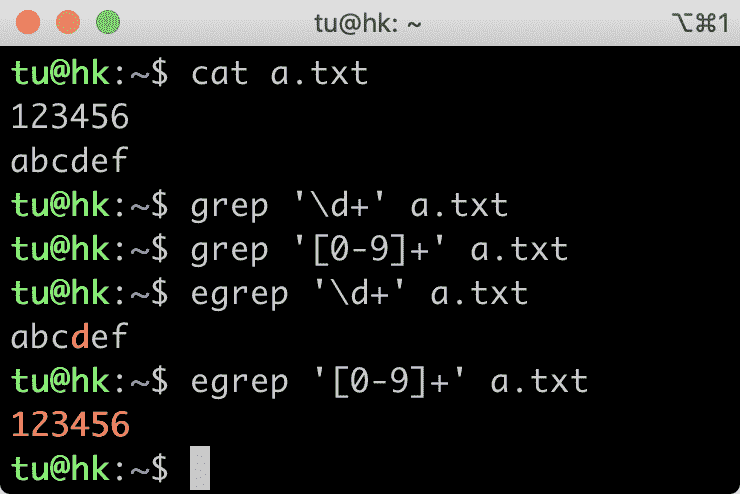 tu@hk: ~ ⌥⌘1
tu@hk:~$ cat a.txt
123456
abcdef
tu@hk:~$ grep '\d+' a.txt
tu@hk:~$ grep '[0-9]+' a.txt
tu@hk:~$ egrep '\d+' a.txt
abcdef
tu@hk:~$ egrep '[0-9]+' a.txt
123456
tu@hk:~$